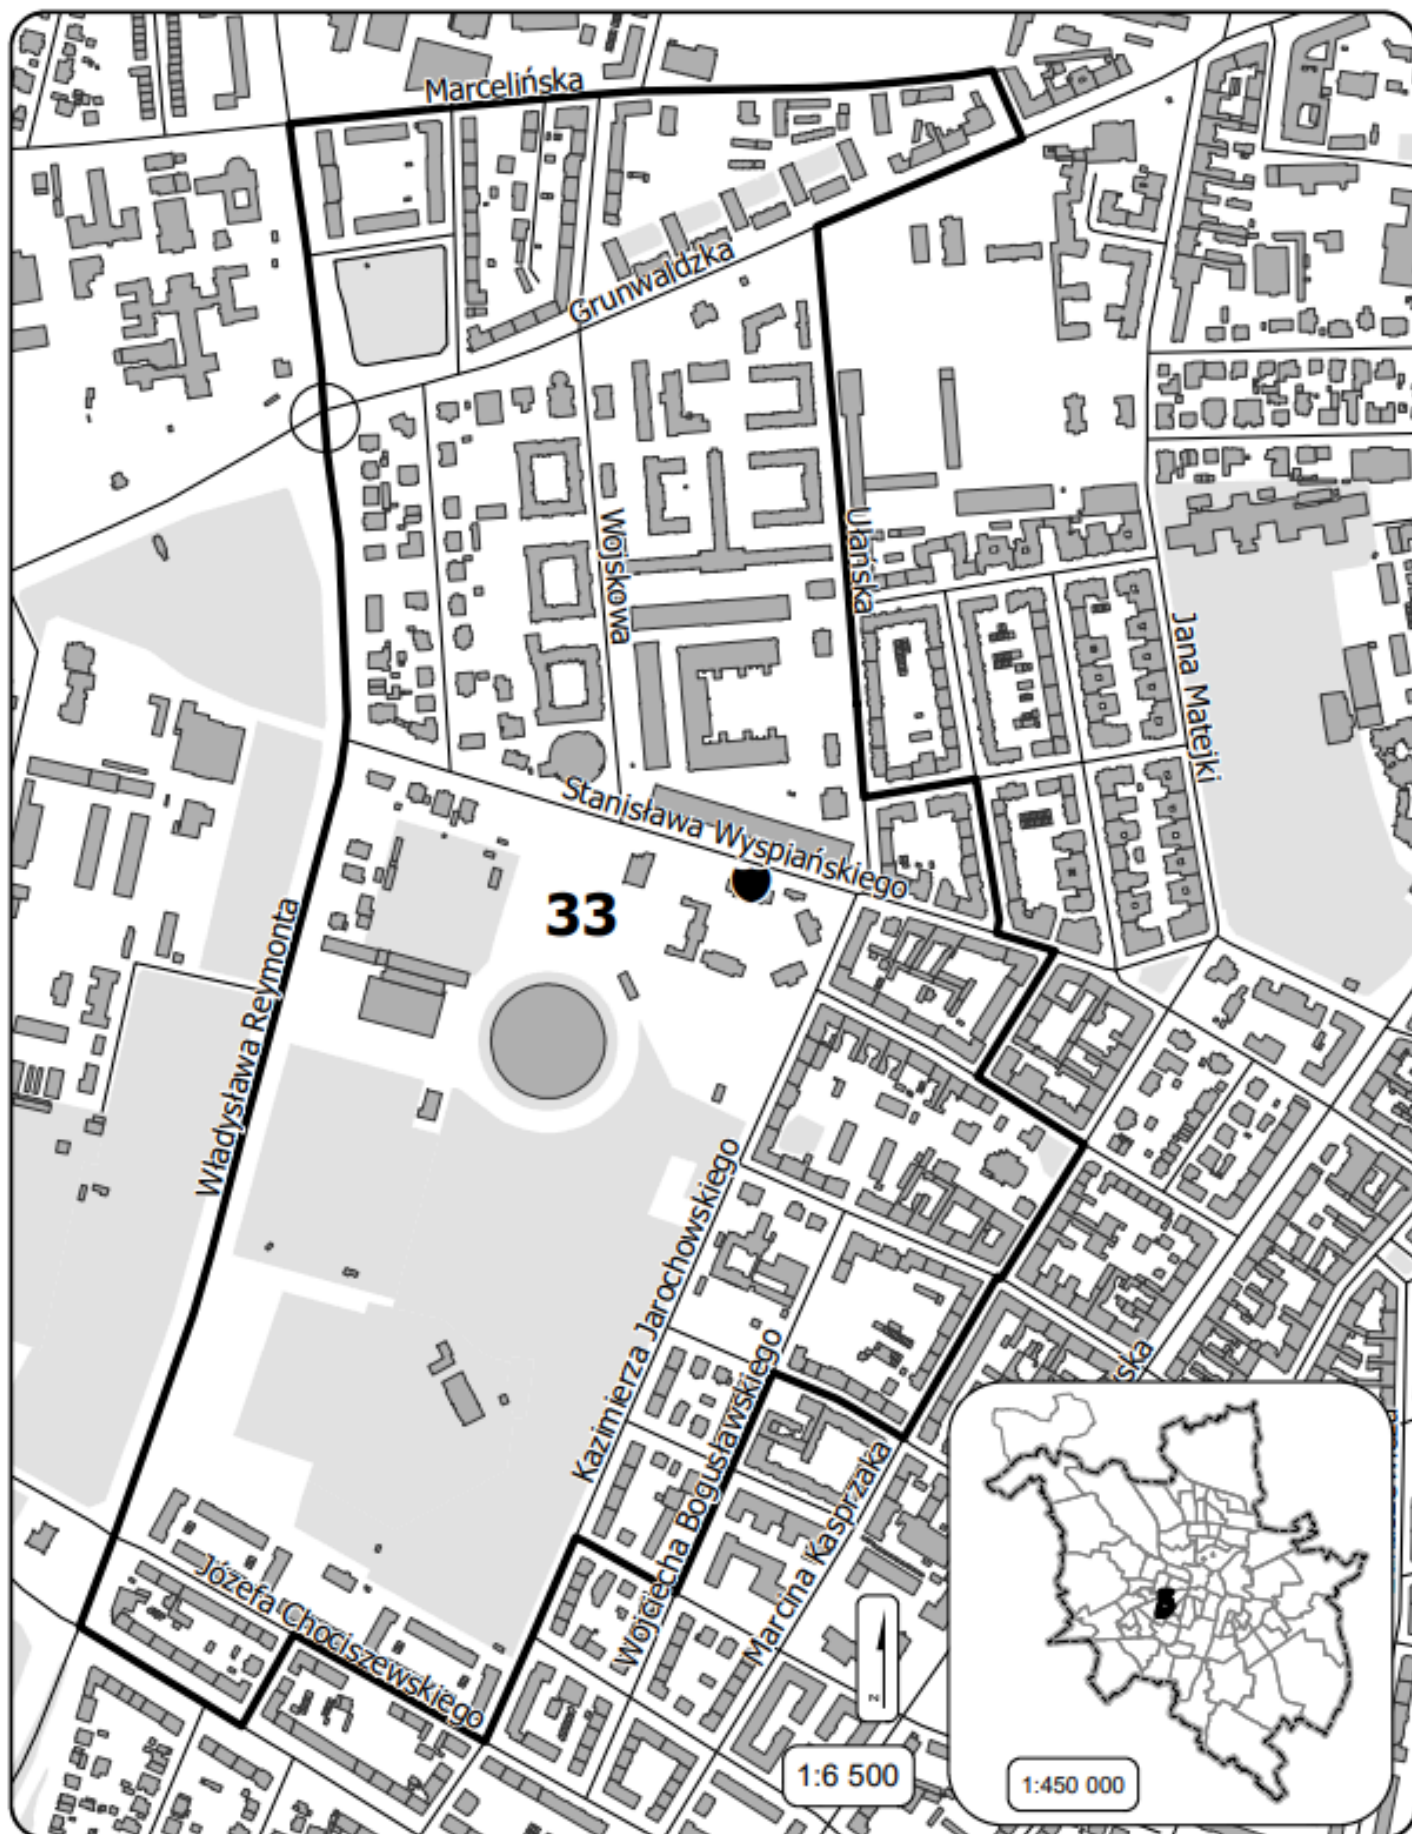 Marcelińska
Grunwaldzka
Wojskowa
Ułańska
Jana Matejki
Stanisława Wyspiańskiego
33
Władysława Reymonta
Kazimierza Jarochowskiego
Wojciecha Bogusławskiego
Marcina Kasprzaka
Józefa Chociszewskiego
ska
N
1:6 500
1:450 000